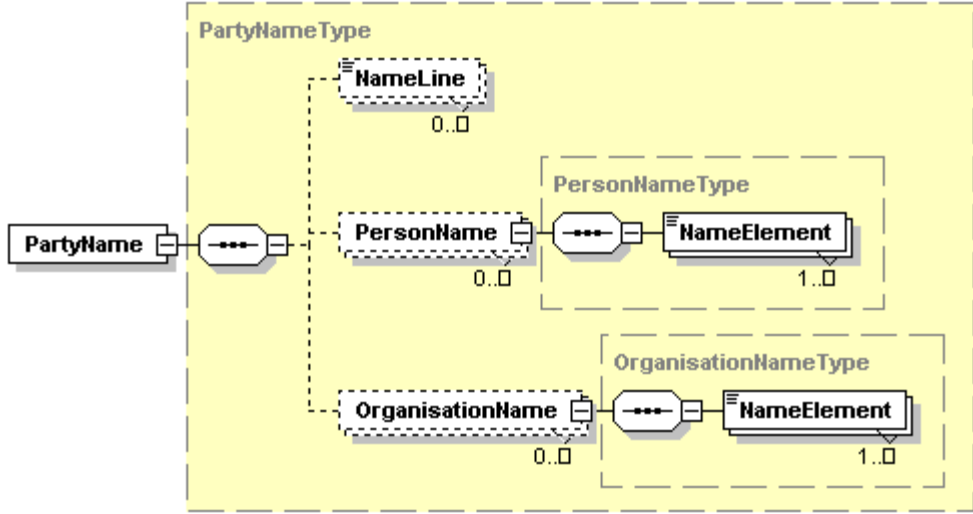 PartyNameType
NameLine
0..□
PersonNameType
PartyName
PersonName
NameElement
0..□
1..□
OrganisationNameType
OrganisationName
NameElement
0..□
1..□